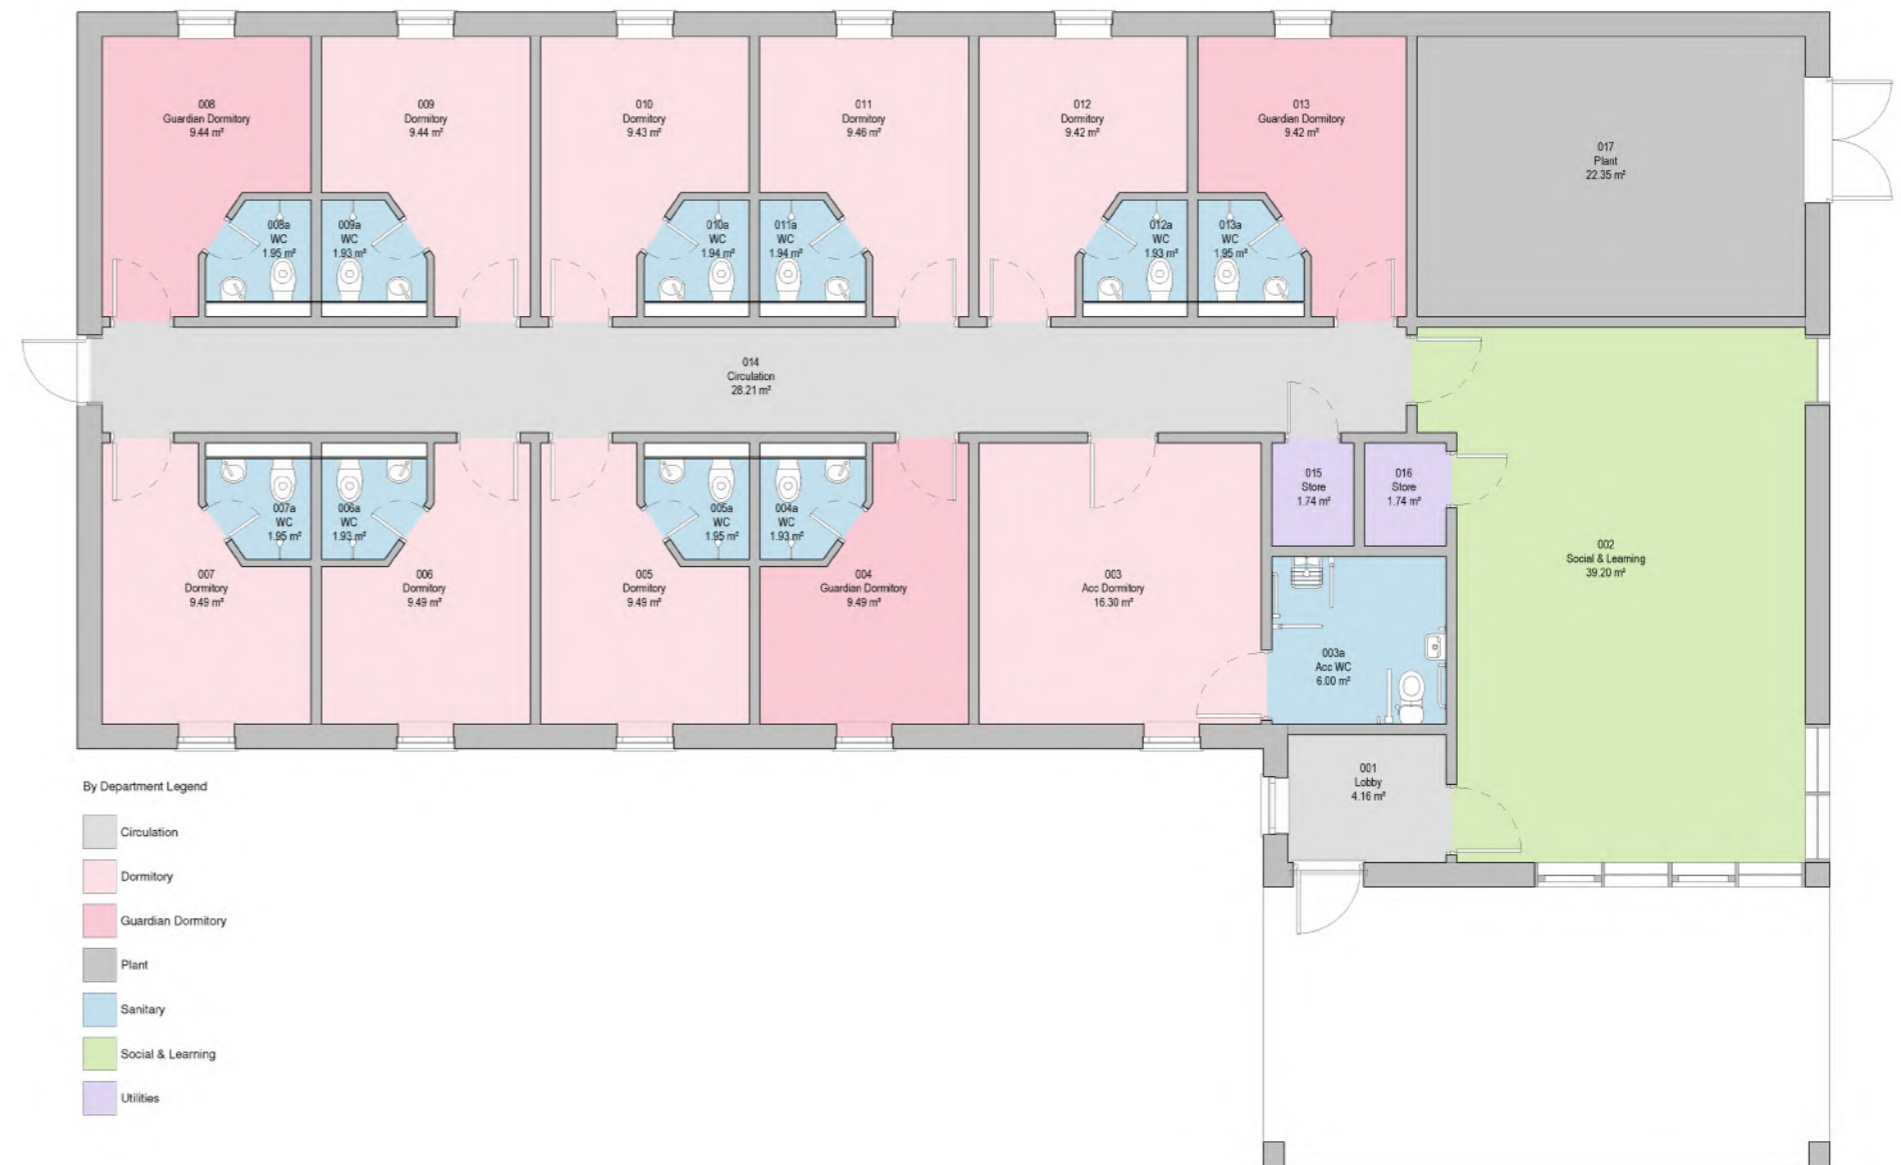 008
Guardian Dormitory
9.44 m²
009
Dormitory
9.44 m²
010
Dormitory
9.43 m²
011
Dormitory
9.46 m²
012
Dormitory
9.42 m²
013
Guardian Dormitory
9.42 m²
017
Plant
22.35 m²
008a
WC
1.95 m²
009a
WC
1.93 m²
010a
WC
1.94 m²
011a
WC
1.94 m²
012a
WC
1.93 m²
013a
WC
1.95 m²
014
Circulation
28.21 m²
007a
WC
1.95 m²
006a
WC
1.93 m²
005a
WC
1.95 m²
004a
WC
1.93 m²
015
Store
1.74 m²
016
Store
1.74 m²
007
Dormitory
9.49 m²
006
Dormitory
9.49 m²
005
Dormitory
9.49 m²
004
Guardian Dormitory
9.49 m²
003
Acc Dormitory
16.30 m²
002
Social & Learning
39.20 m²
003a
Acc WC
6.00 m²
001
Lobby
4.16 m²
By Department Legend
Circulation
Dormitory
Guardian Dormitory
Plant
Sanitary
Social & Learning
Utilities